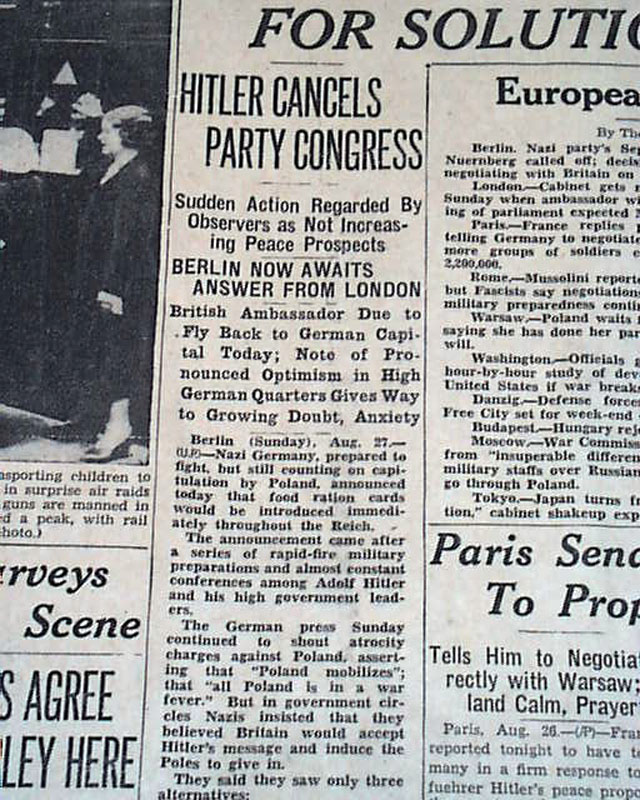 FOR SOLUTIO
HITLER CANCELS
PARTY CONGRESS
Sudden Action Regarded By
Observers as Not Increas-
ing Peace Prospects
BERLIN NOW AWAITS
ANSWER FROM LONDON
British Ambassador Due to
Fly Back to German Capi-
tal Today; Note of Pro-
nounced Optimism in High
German Quarters Gives Way
to Growing Doubt, Anxiety
Berlin (Sunday), Aug. 27.—
(U.P.)—Nazi Germany, prepared to
fight, but still counting on capi-
tulation by Poland, announced
today that food ration cards
would be introduced immedi-
ately throughout the Reich.
The announcement came after
a series of rapid-fire military
preparations and almost constant
conferences among Adolf Hitler
and his high government lead-
ers.
The German press Sunday
continued to shout atrocity
charges against Poland, assert-
ing that "Poland mobilizes";
that "all Poland is in a war
fever." But in government cir-
cles Nazis insisted that they
believed Britain would accept
Hitler's message and induce the
Poles to give in.
They said they saw only three
alternatives:
Europea
By Th
Berlin. Nazi party's Sep
Nuernberg called off; decis
negotiating with Britain on
London.—Cabinet gets
Sunday when ambassador wi
ing of parliament expected
Paris.—France replies
telling Germany to negotiate
more groups of soldiers c
2,200,000.
Rome.—Mussolini reporte
but Fascists say negotiation
military preparedness contin
Warsaw.—Poland waits
saying she has done her par
will.
Washington.—Officials
hour-by-hour study of dev
United States if war breaks
Danzig.—Defense forces
Free City set for week-end
Budapest.—Hungary reje
Moscow.—War Commiss
from "insuperable differen
military staffs over Russian
go through Poland.
Tokyo.—Japan turns f
tion," cabinet shakeup exp
Paris Send
To Prop
Tells Him to Negotia
rectly with Warsaw;
land Calm, Prayer
Paris, Aug. 26.—(/P)—Fran
reported tonight to have t
many in a firm response to
fuehrer Hitler's peace propo
asporting children to
in surprise air raids
guns are manned in
ed a peak, with rail
hoto.)
urveys
Scene
S AGREE
LEY HERE